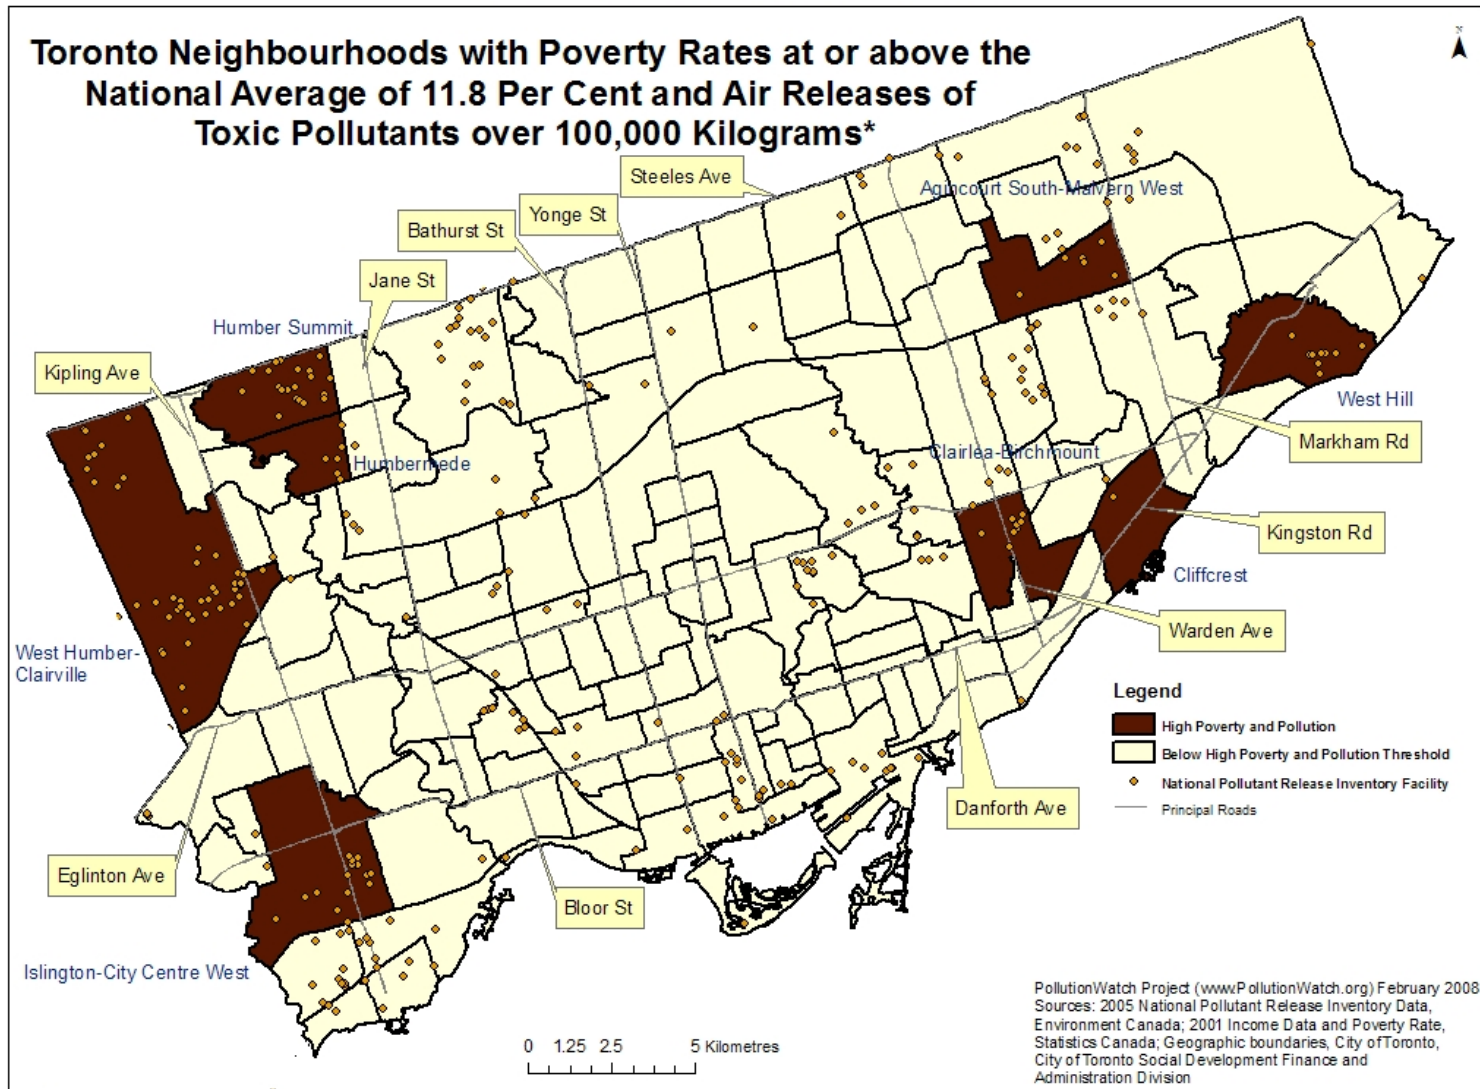 Toronto Neighbourhoods with Poverty Rates at or above the
National Average of 11.8 Per Cent and Air Releases of
Toxic Pollutants over 100,000 Kilograms*
N
Steeles Ave
Agincourt South-Malvern West
Yonge St
Bathurst St
Jane St
Humber Summit
Kipling Ave
West Hill
Markham Rd
Clairlea-Birchmount
Humbermede
Kingston Rd
Cliffcrest
Warden Ave
West Humber-
Clairville
Legend
High Poverty and Pollution
Below High Poverty and Pollution Threshold
National Pollutant Release Inventory Facility
Principal Roads
Danforth Ave
Eglinton Ave
Bloor St
Islington-City Centre West
PollutionWatch Project (www.PollutionWatch.org) February 2008
Sources: 2005 National Pollutant Release Inventory Data,
Environment Canada; 2001 Income Data and Poverty Rate,
Statistics Canada; Geographic boundaries, City of Toronto,
City of Toronto Social Development Finance and
Administration Division
0 1.25 2.5 5 Kilometres